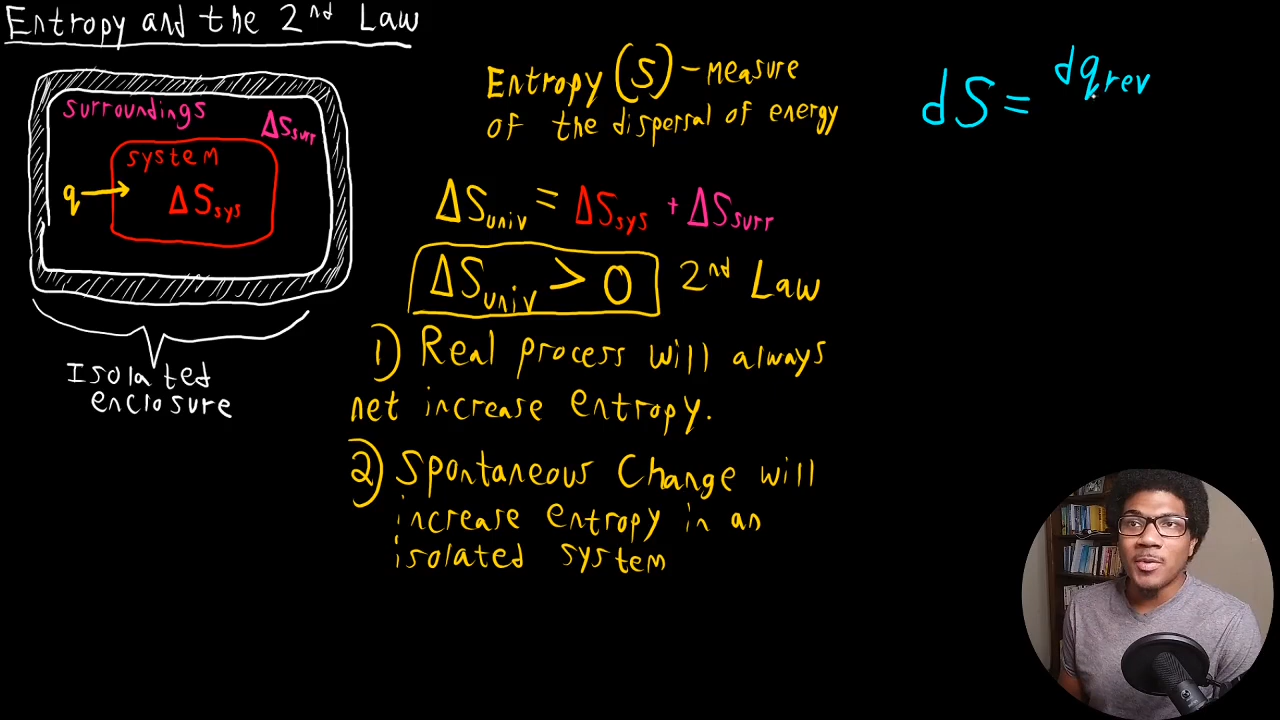 Entropy and the 2nd Law
surroundings
ΔSsurr
system
q → ΔSsys
Isolated
enclosure
Entropy (S) - measure
of the dispersal of energy
ΔSuniv = ΔSsys + ΔSsurr
ΔSuniv > 0 2nd Law
1) Real process will always
net increase entropy.
2) Spontaneous Change will
increase entropy in an
isolated system
dS = dqrev